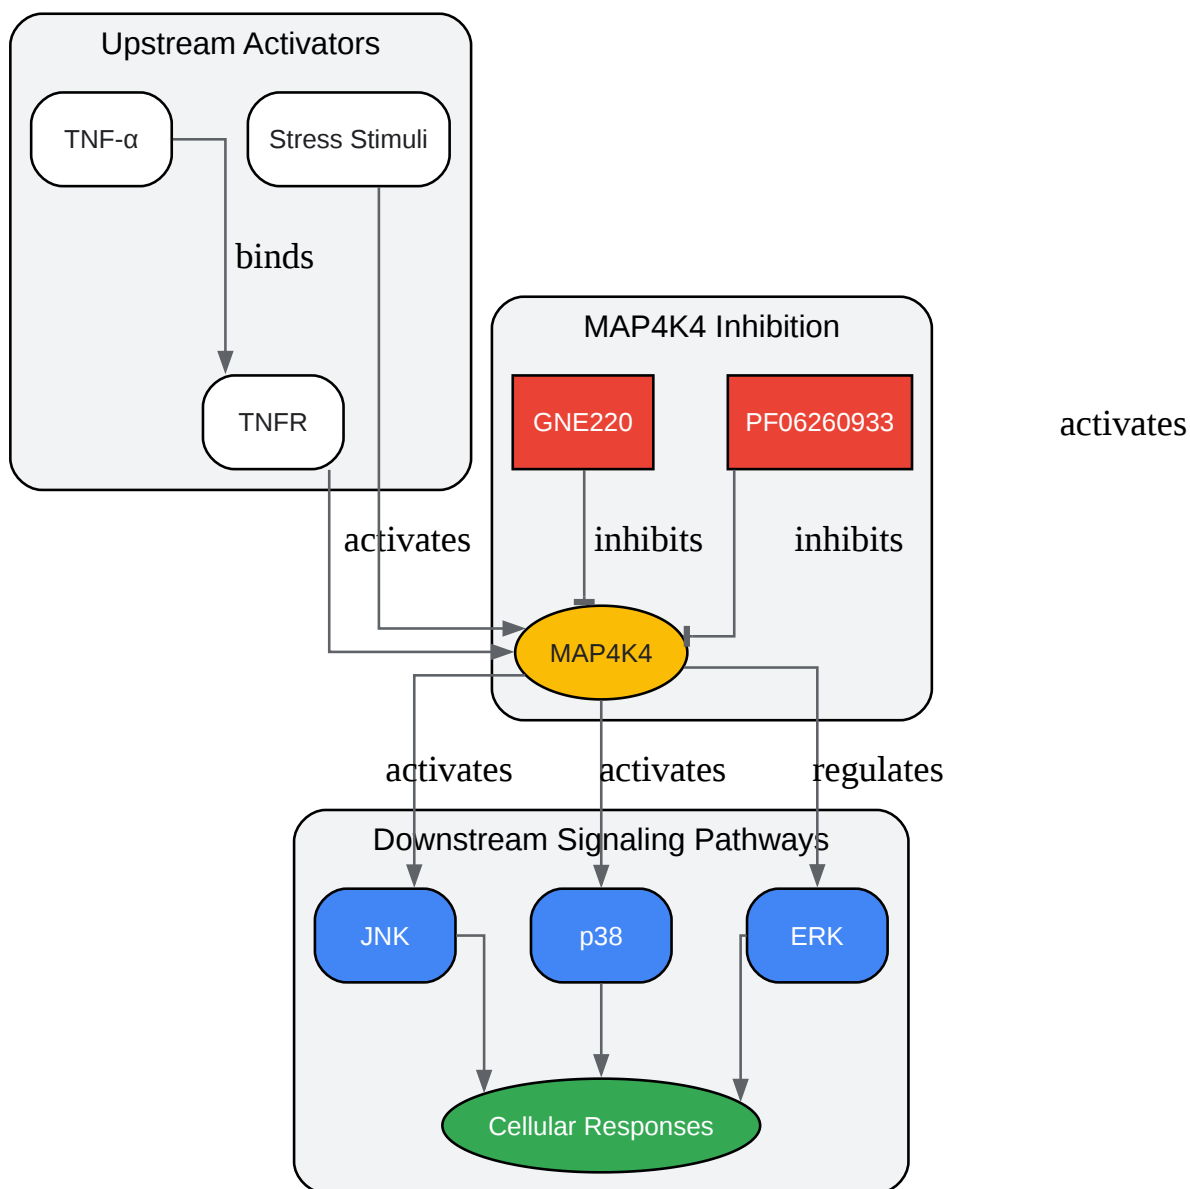 Upstream Activators
TNF-α
Stress Stimuli
binds
MAP4K4 Inhibition
TNFR
GNE220
PF06260933
activates
activates
inhibits
inhibits
MAP4K4
activates
activates
regulates
Downstream Signaling Pathways
JNK
p38
ERK
Cellular Responses